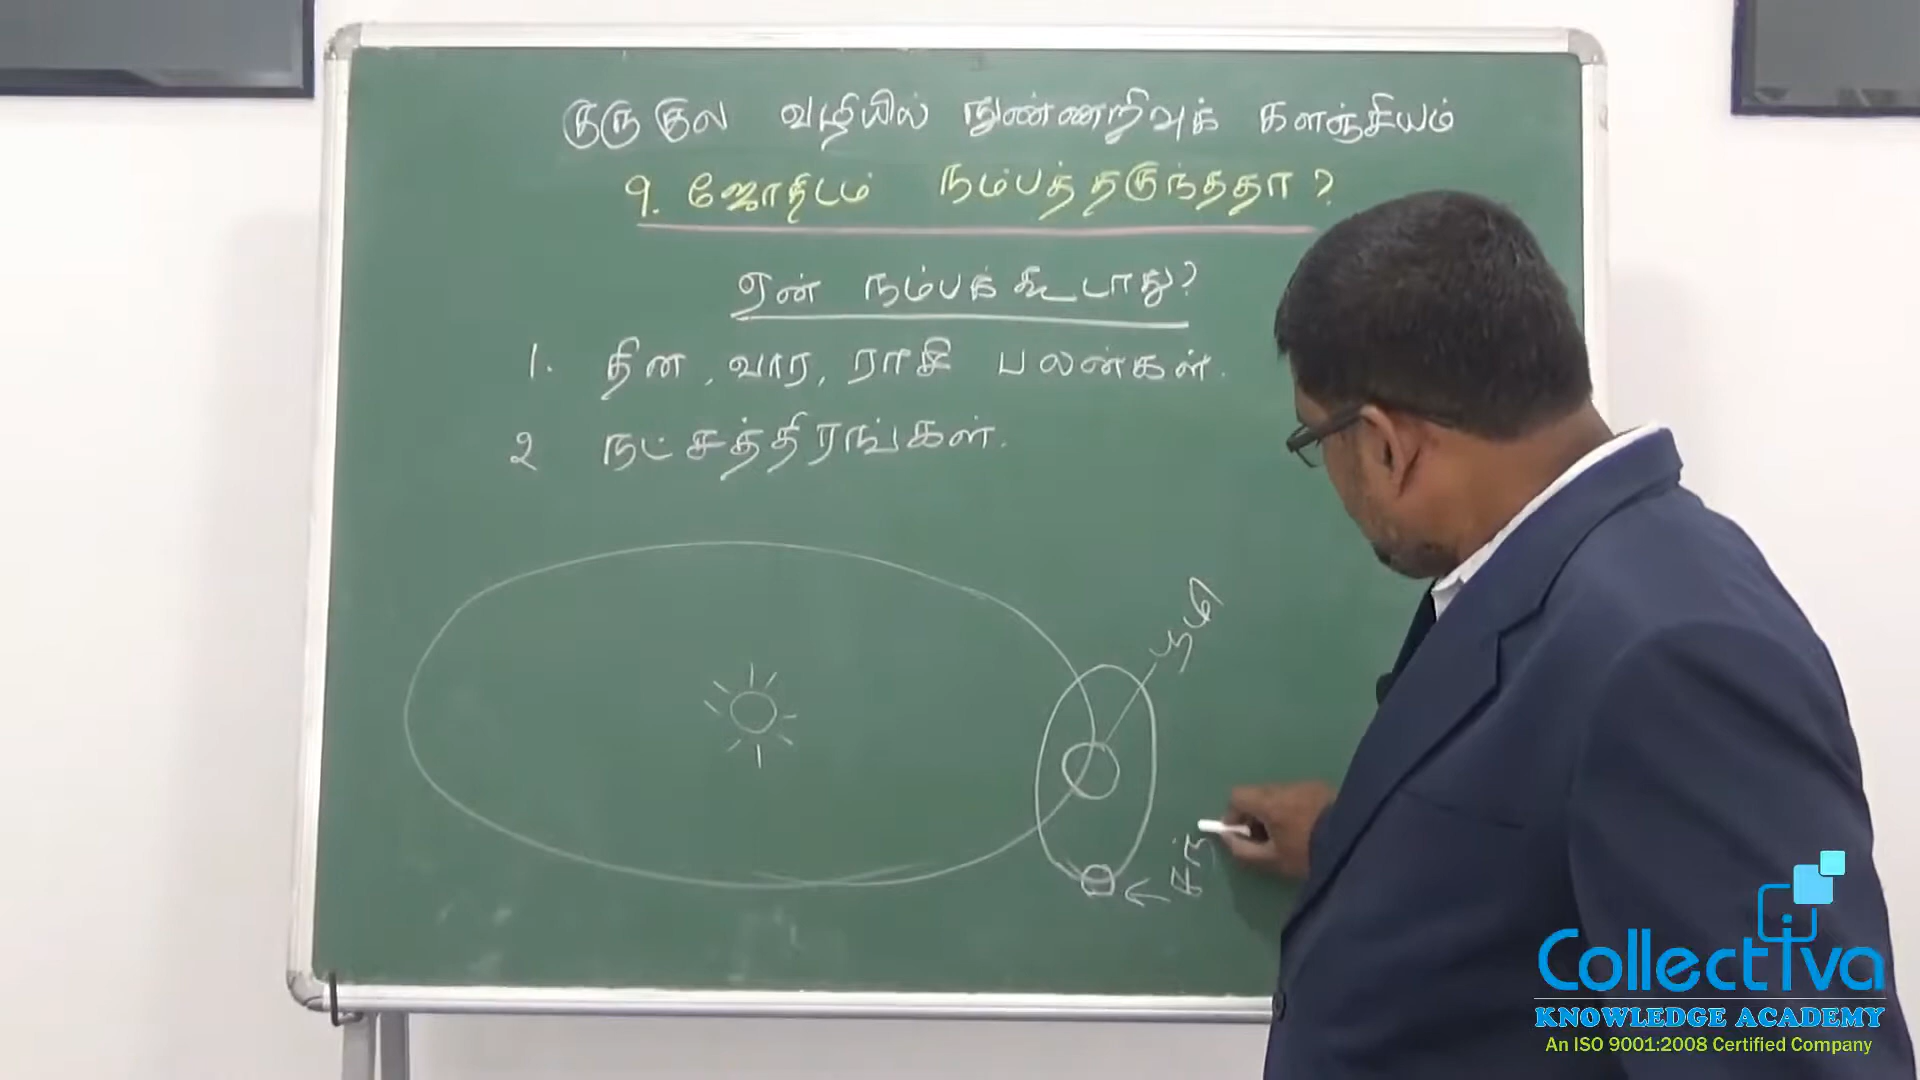 குருகுல வழியில் நுண்ணறிவுக் களஞ்சியம்
9. ஜோதிடம் நம்பத்தகுந்ததா?
ஏன் நம்பக்கூடாது?
1. தின, வார, ராசி பலன்கள்.
2 நட்சத்திரங்கள்.
பூமி
சந்
Collectiva
KNOWLEDGE ACADEMY
An ISO 9001:2008 Certified Company